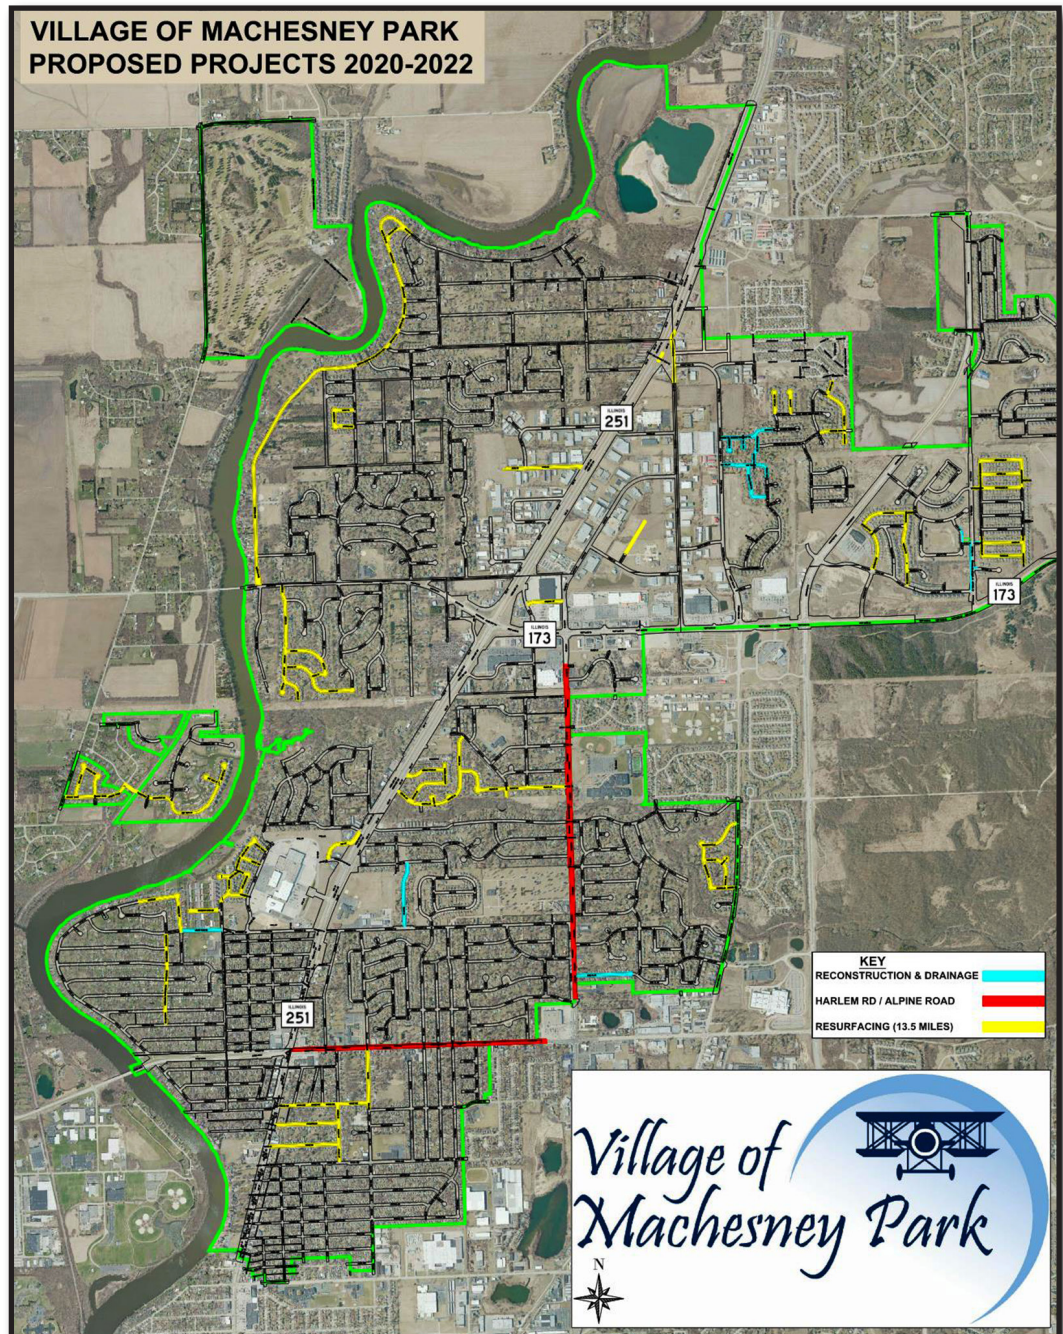 VILLAGE OF MACHESNEY PARK
PROPOSED PROJECTS 2020-2022
ILLINOIS
251
ILLINOIS
173
ILLINOIS
173
ILLINOIS
251
KEY
RECONSTRUCTION & DRAINAGE
HARLEM RD / ALPINE ROAD
RESURFACING (13.5 MILES)
Village of
Machesney Park
N